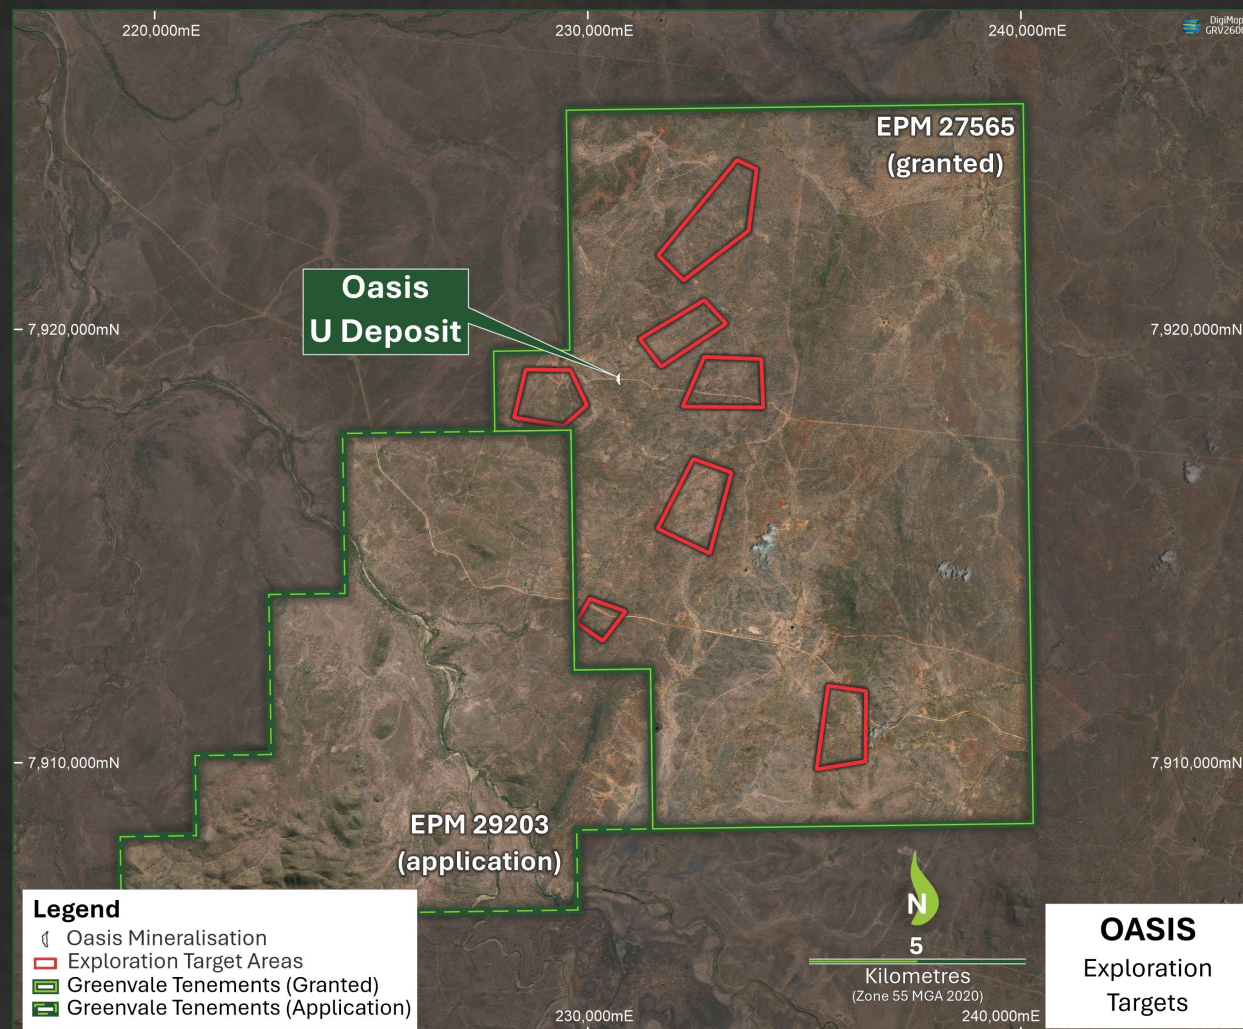 220,000mE
230,000mE
240,000mE
DigiMap
EPM 27565
(granted)
Oasis
U Deposit
7,920,000mN
7,920,000mN
7,910,000mN
7,910,000mN
EPM 29203
(application)
Legend
Oasis Mineralisation
Exploration Target Areas
Greenvale Tenements (Granted)
Greenvale Tenements (Application)
N
5
Kilometres
(Zone 55 MGA 2020)
OASIS
Exploration
Targets
230,000mE
240,000mE